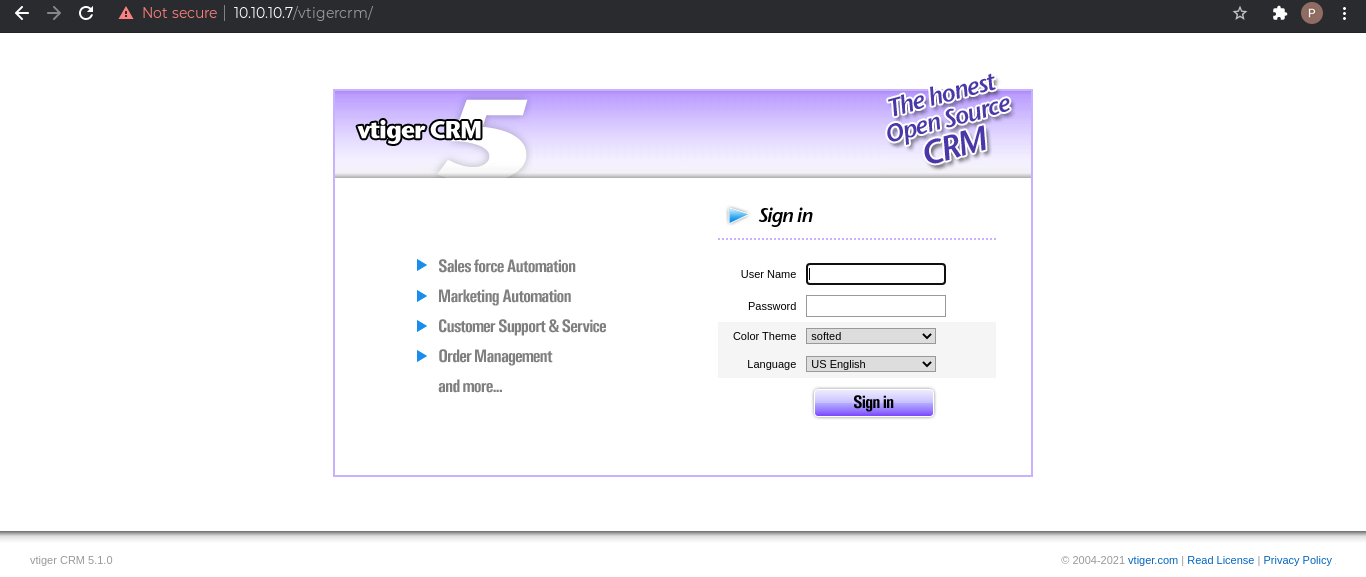 Not secure | 10.10.10.7/vtigercrm/
P
vtiger CRM 5
The honest
Open Source
CRM
Sign in
Sales force Automation
Marketing Automation
Customer Support & Service
Order Management
and more...
User Name
Password
Color Theme softed
Language US English
Sign in
vtiger CRM 5.1.0
© 2004-2021 vtiger.com | Read License | Privacy Policy